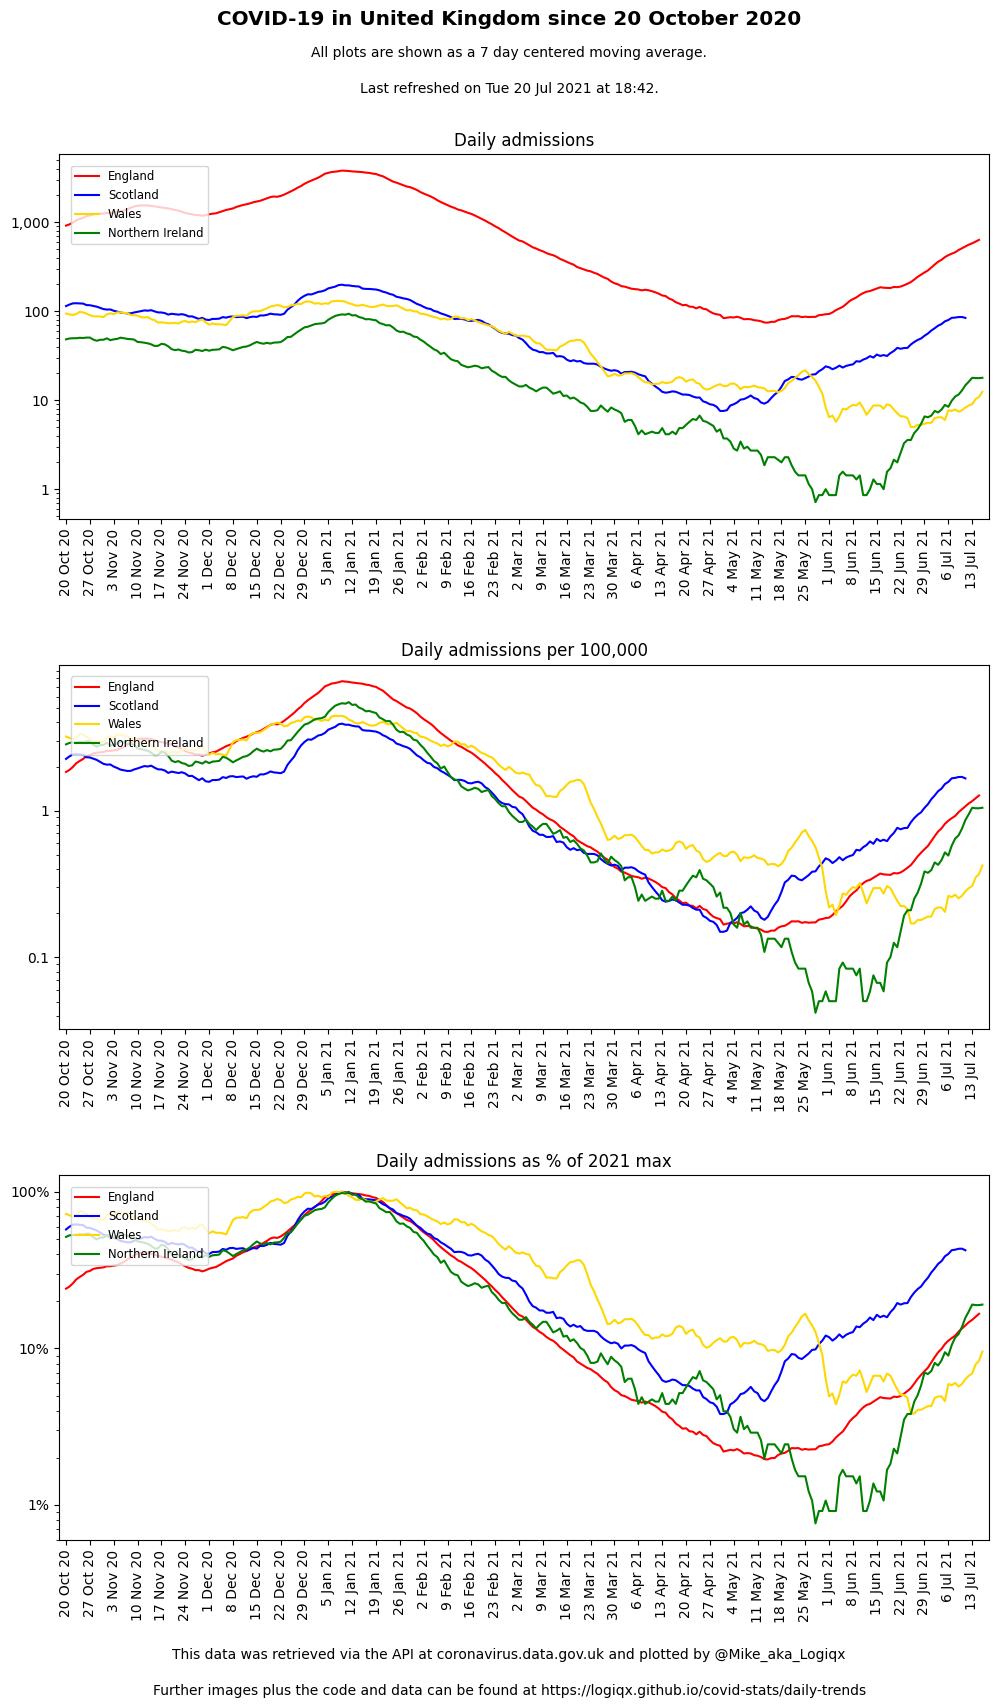 COVID-19 in United Kingdom since 20 October 2020
All plots are shown as a 7 day centered moving average.
Last refreshed on Tue 20 Jul 2021 at 18:42.
Daily admissions
England
Scotland
Wales
Northern Ireland
1,000
100
10
1
20 Oct 20
27 Oct 20
3 Nov 20
10 Nov 20
17 Nov 20
24 Nov 20
1 Dec 20
8 Dec 20
15 Dec 20
22 Dec 20
29 Dec 20
5 Jan 21
12 Jan 21
19 Jan 21
26 Jan 21
2 Feb 21
9 Feb 21
16 Feb 21
23 Feb 21
2 Mar 21
9 Mar 21
16 Mar 21
23 Mar 21
30 Mar 21
6 Apr 21
13 Apr 21
20 Apr 21
27 Apr 21
4 May 21
11 May 21
18 May 21
25 May 21
1 Jun 21
8 Jun 21
15 Jun 21
22 Jun 21
29 Jun 21
6 Jul 21
13 Jul 21
Daily admissions per 100,000
England
Scotland
Wales
Northern Ireland
1
0.1
20 Oct 20
27 Oct 20
3 Nov 20
10 Nov 20
17 Nov 20
24 Nov 20
1 Dec 20
8 Dec 20
15 Dec 20
22 Dec 20
29 Dec 20
5 Jan 21
12 Jan 21
19 Jan 21
26 Jan 21
2 Feb 21
9 Feb 21
16 Feb 21
23 Feb 21
2 Mar 21
9 Mar 21
16 Mar 21
23 Mar 21
30 Mar 21
6 Apr 21
13 Apr 21
20 Apr 21
27 Apr 21
4 May 21
11 May 21
18 May 21
25 May 21
1 Jun 21
8 Jun 21
15 Jun 21
22 Jun 21
29 Jun 21
6 Jul 21
13 Jul 21
Daily admissions as % of 2021 max
England
Scotland
Wales
Northern Ireland
100%
10%
1%
20 Oct 20
27 Oct 20
3 Nov 20
10 Nov 20
17 Nov 20
24 Nov 20
1 Dec 20
8 Dec 20
15 Dec 20
22 Dec 20
29 Dec 20
5 Jan 21
12 Jan 21
19 Jan 21
26 Jan 21
2 Feb 21
9 Feb 21
16 Feb 21
23 Feb 21
2 Mar 21
9 Mar 21
16 Mar 21
23 Mar 21
30 Mar 21
6 Apr 21
13 Apr 21
20 Apr 21
27 Apr 21
4 May 21
11 May 21
18 May 21
25 May 21
1 Jun 21
8 Jun 21
15 Jun 21
22 Jun 21
29 Jun 21
6 Jul 21
13 Jul 21
This data was retrieved via the API at coronavirus.data.gov.uk and plotted by @Mike_aka_Logiqx
Further images plus the code and data can be found at https://logiqx.github.io/covid-stats/daily-trends